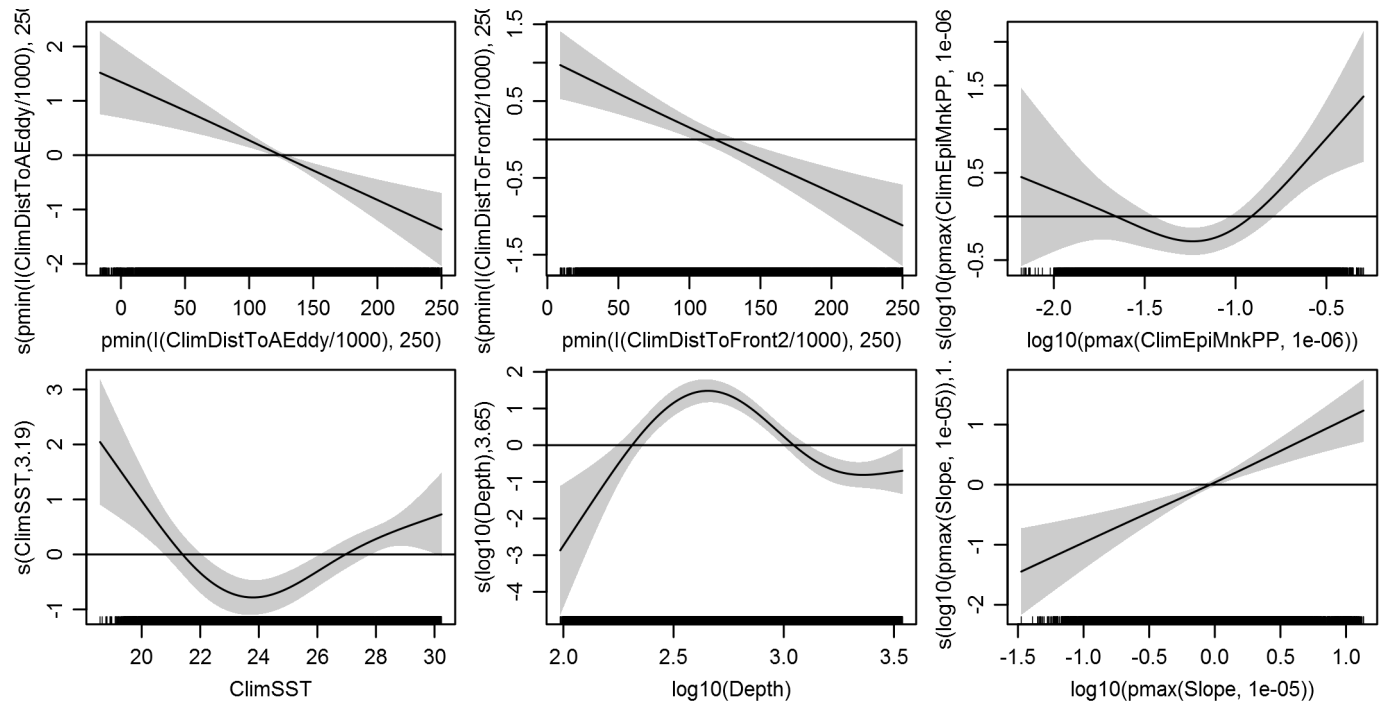 s(pmin(I(ClimDistToAEddy/1000), 250
2
1
0
-1
-2
0 50 100 150 200 250
pmin(I(ClimDistToAEddy/1000), 250)
s(pmin(I(ClimDistToFront2/1000), 250
1.5
0.5
-0.5
-1.5
0 50 100 150 200 250
pmin(I(ClimDistToFront2/1000), 250)
s(log10(pmax(ClimEpiMnkPP, 1e-06
1.5
0.5
-0.5
-2.0 -1.5 -1.0 -0.5
log10(pmax(ClimEpiMnkPP, 1e-06))
s(ClimSST,3.19)
3
2
1
0
-1
20 22 24 26 28 30
ClimSST
s(log10(Depth),3.65)
2
1
0
-1
-2
-3
-4
2.0 2.5 3.0 3.5
log10(Depth)
s(log10(pmax(Slope, 1e-05)),1.
1
0
-1
-2
-1.5 -1.0 -0.5 0.0 0.5 1.0
log10(pmax(Slope, 1e-05))